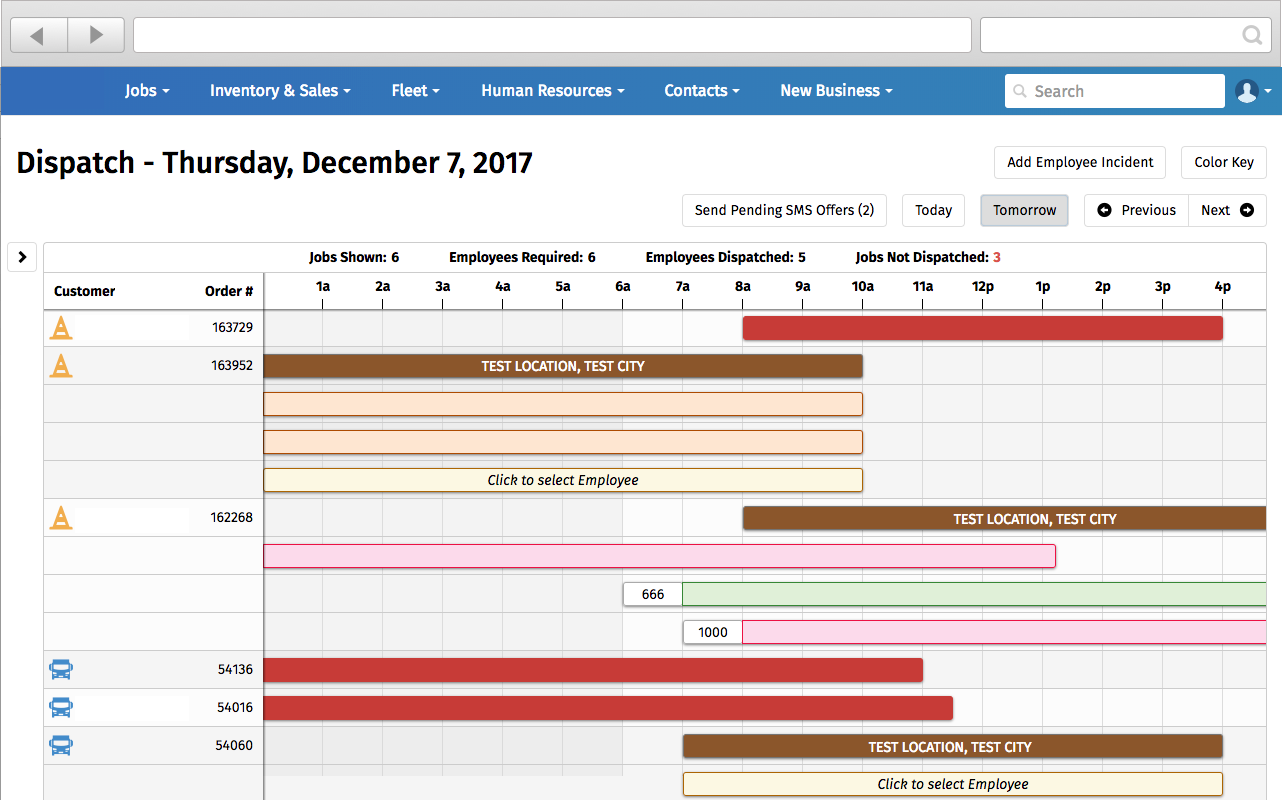 Jobs Inventory & Sales Fleet Human Resources Contacts New Business Search
Dispatch - Thursday, December 7, 2017
Add Employee Incident Color Key
Send Pending SMS Offers (2) Today Tomorrow Previous Next
Jobs Shown: 6 Employees Required: 6 Employees Dispatched: 5 Jobs Not Dispatched: 3
Customer Order # 1a 2a 3a 4a 5a 6a 7a 8a 9a 10a 11a 12p 1p 2p 3p 4p
163729
163952 TEST LOCATION, TEST CITY
Click to select Employee
162268 TEST LOCATION, TEST CITY
666
1000
54136
54016
54060 TEST LOCATION, TEST CITY
Click to select Employee